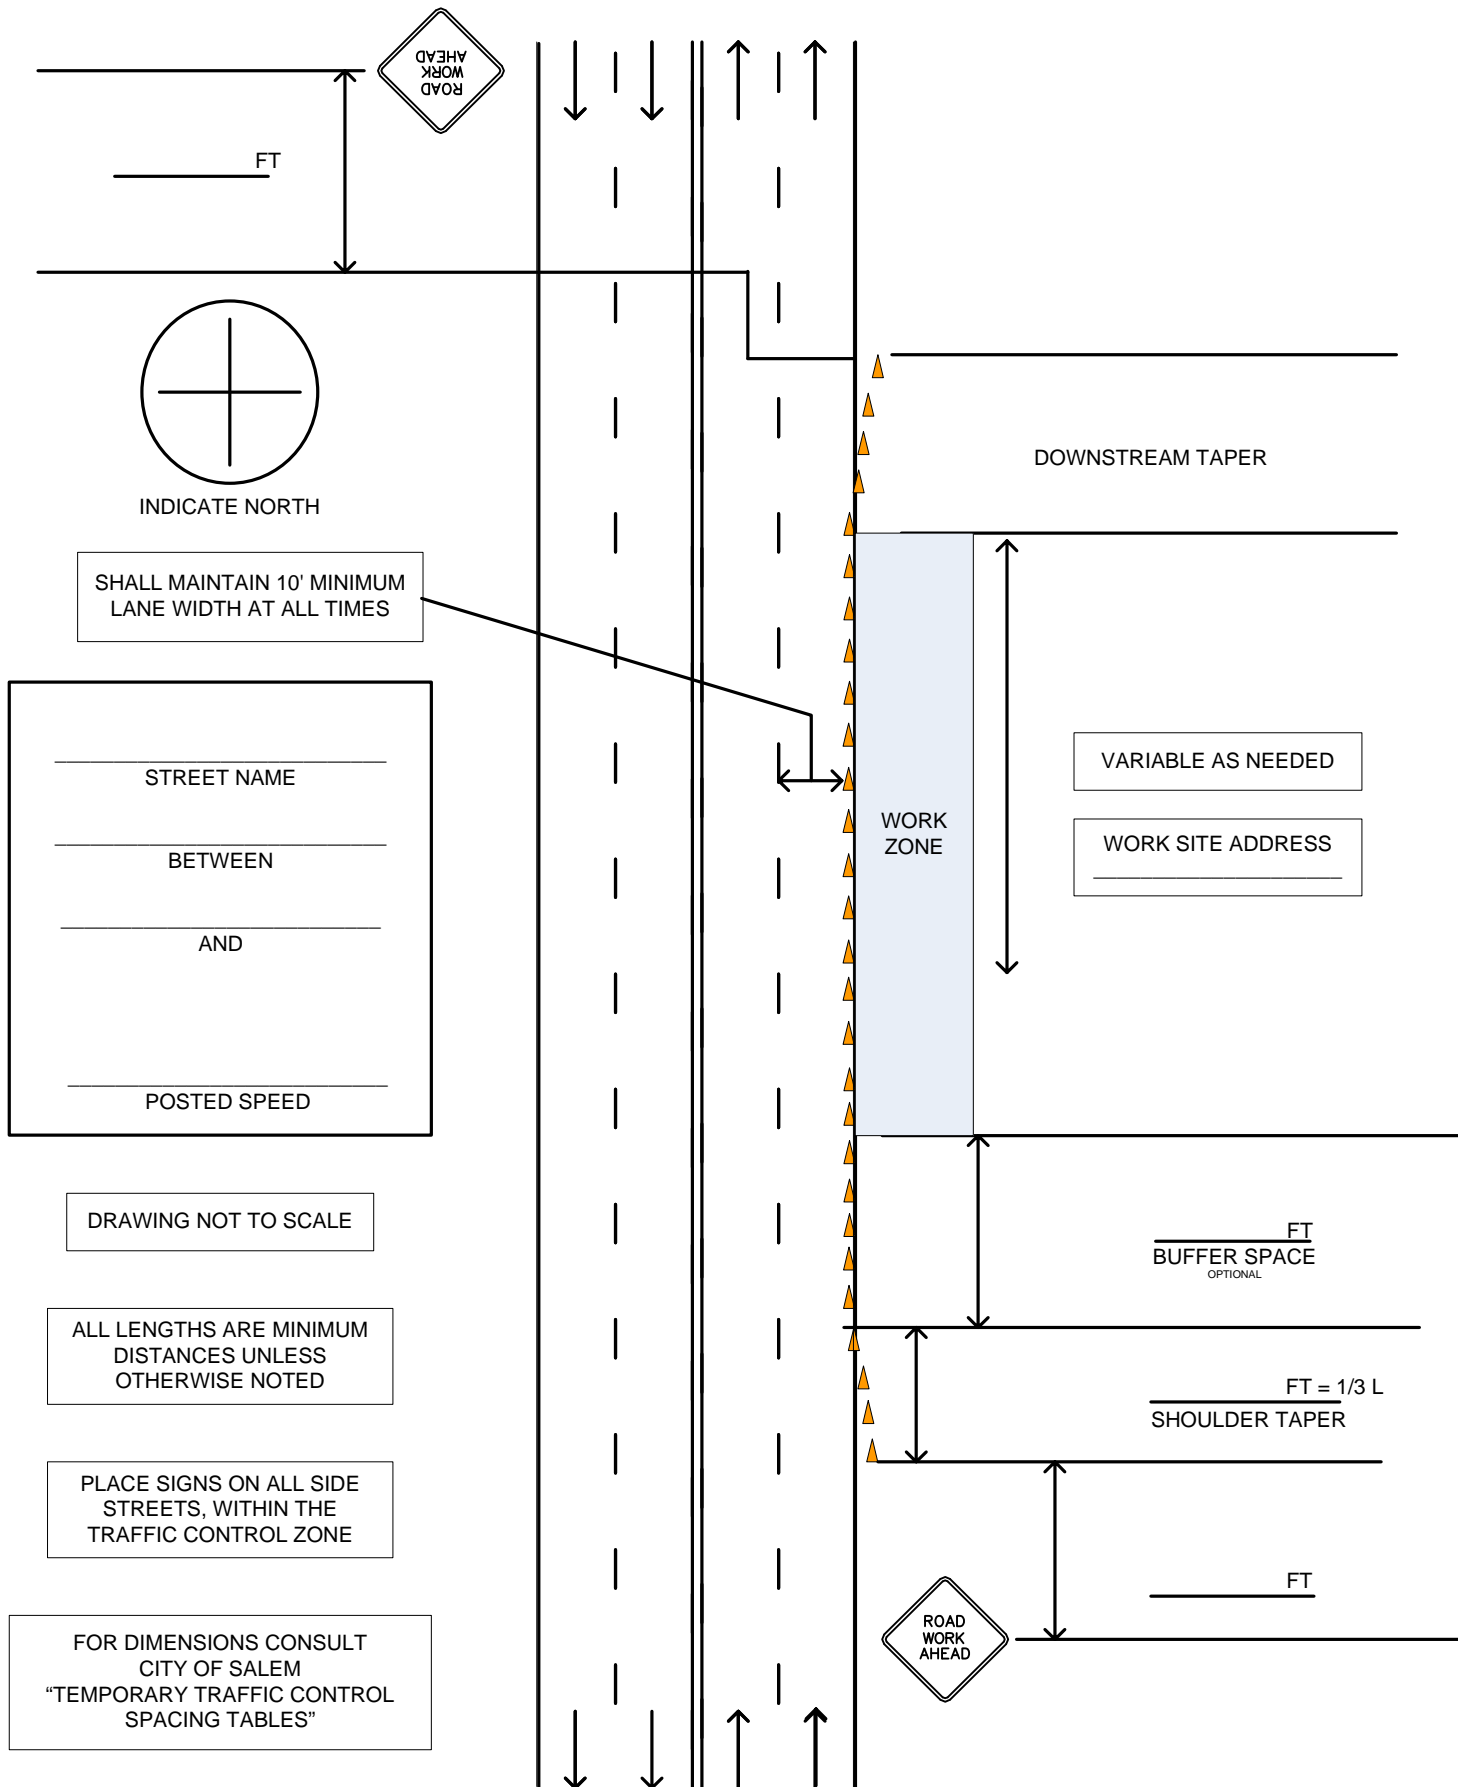 ROAD
WORK
AHEAD
FT
INDICATE NORTH
DOWNSTREAM TAPER
SHALL MAINTAIN 10' MINIMUM
LANE WIDTH AT ALL TIMES
STREET NAME
BETWEEN
AND
POSTED SPEED
WORK
ZONE
VARIABLE AS NEEDED
WORK SITE ADDRESS
DRAWING NOT TO SCALE
FT
BUFFER SPACE
OPTIONAL
ALL LENGTHS ARE MINIMUM
DISTANCES UNLESS
OTHERWISE NOTED
FT = 1/3 L
SHOULDER TAPER
PLACE SIGNS ON ALL SIDE
STREETS, WITHIN THE
TRAFFIC CONTROL ZONE
FT
ROAD
WORK
AHEAD
FOR DIMENSIONS CONSULT
CITY OF SALEM
“TEMPORARY TRAFFIC CONTROL
SPACING TABLES”